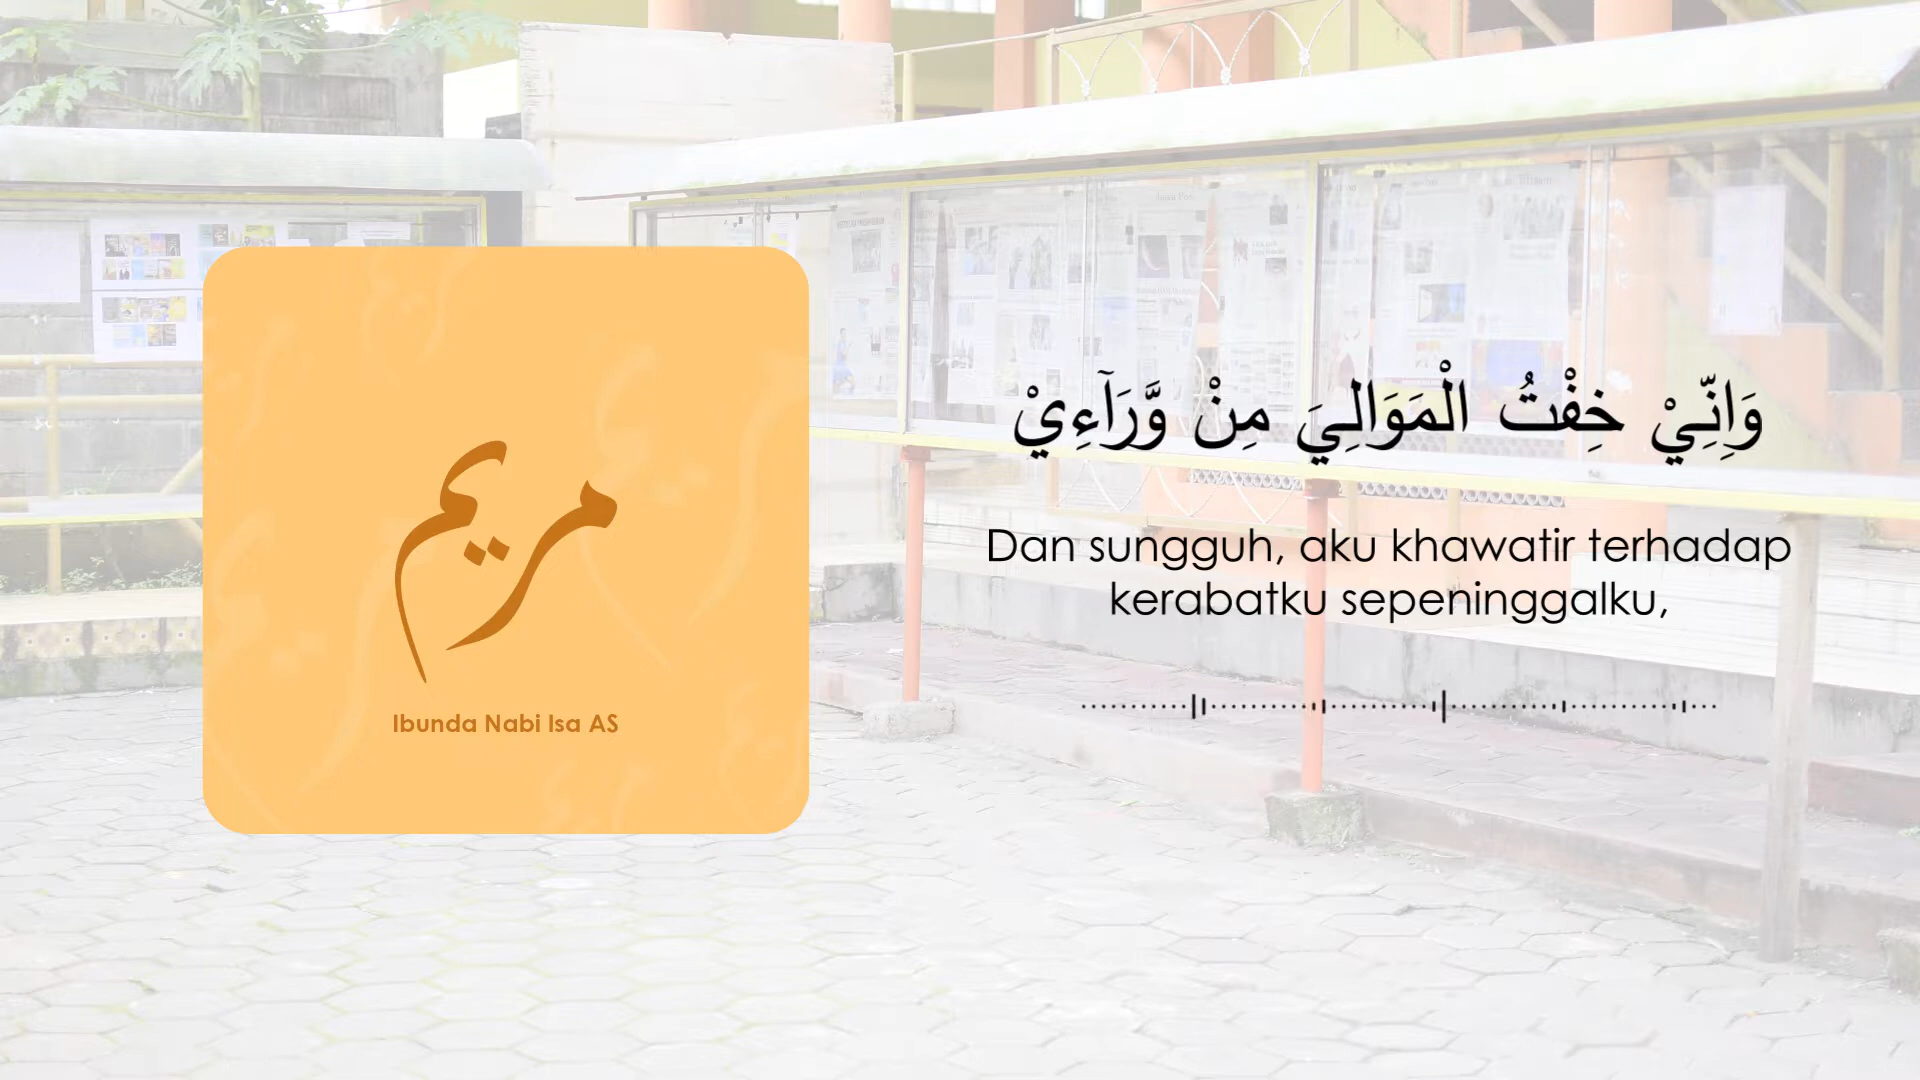 مريم
Ibunda Nabi Isa AS
وَاِنِّيْ خِفْتُ الْمَوَالِيَ مِنْ وَّرَاۤءِيْ
Dan sungguh, aku khawatir terhadap
kerabatku sepeninggalku,